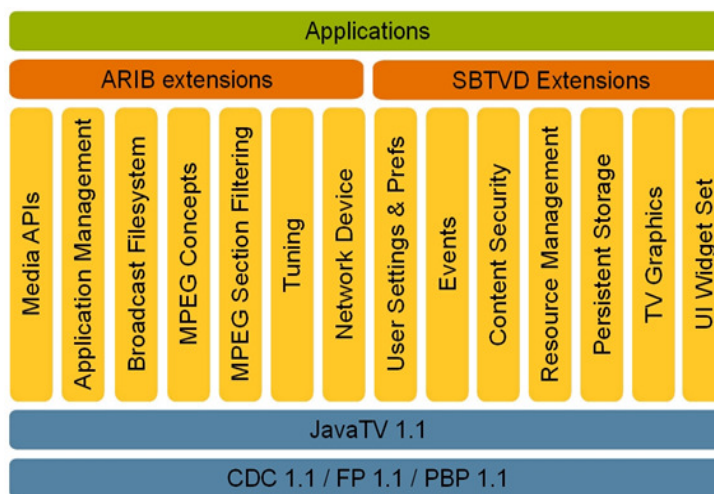 Applications
ARIB extensions
SBTVD Extensions
Media APIs
Application Management
Broadcast Filesystem
MPEG Concepts
MPEG Section Filtering
Tuning
Network Device
User Settings & Prefs
Events
Content Security
Resource Management
Persistent Storage
TV Graphics
UI Widget Set
JavaTV 1.1
CDC 1.1 / FP 1.1 / PBP 1.1